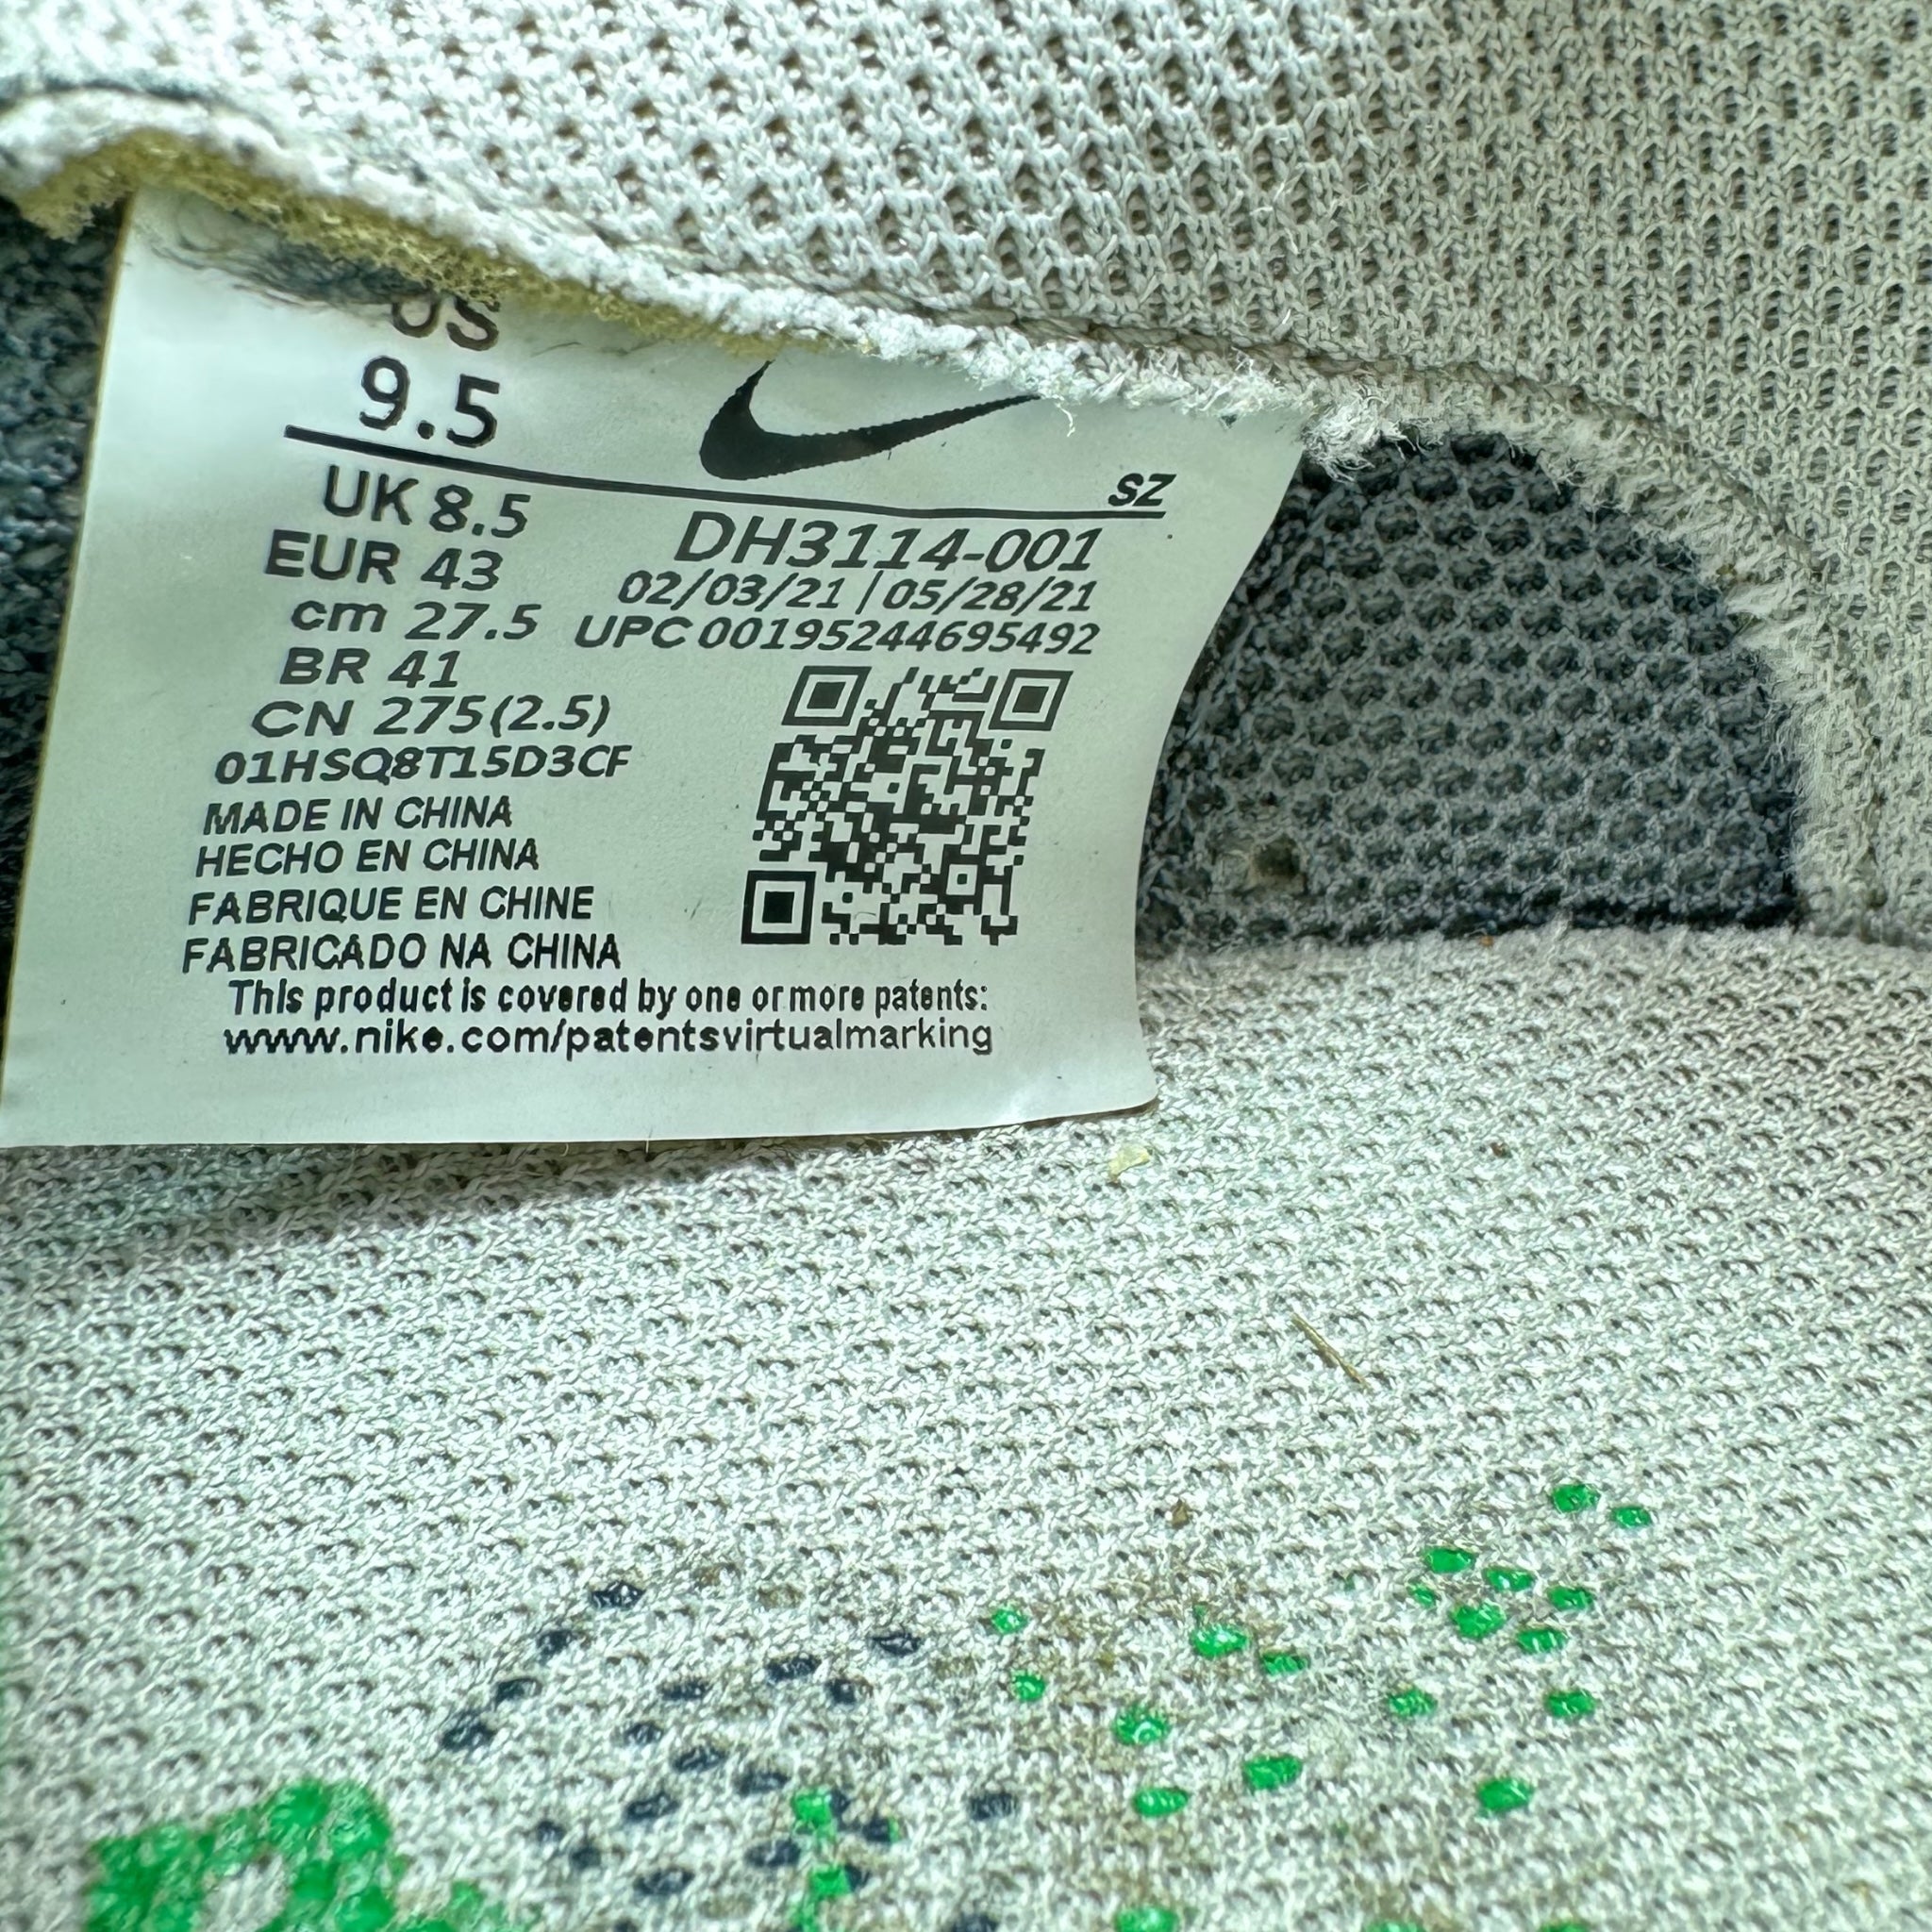 US
9.5
SZ
UK 8.5
DH3114-001
EUR 43
02/03/21 | 05/28/21
cm 27.5
UPC 00195244695492
BR 41
CN 275(2.5)
01HSQ8T15D3CF
MADE IN CHINA
HECHO EN CHINA
FABRIQUE EN CHINE
FABRICADO NA CHINA
This product is covered by one or more patents:
www.nike.com/patentsvirtualmarking